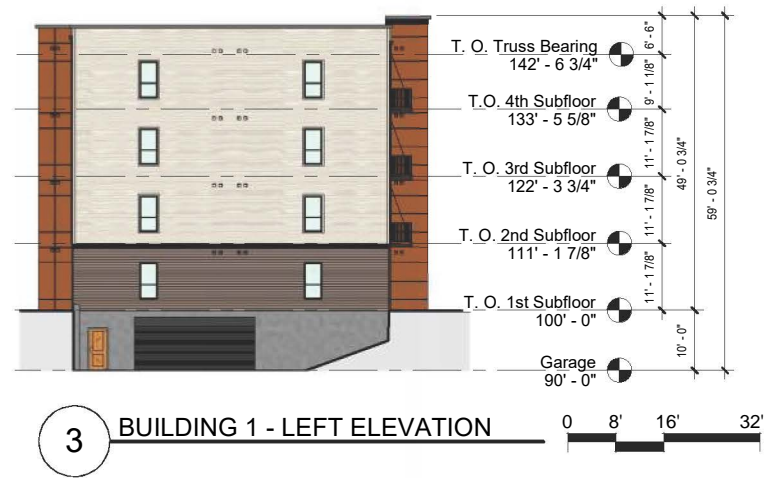 T. O. Truss Bearing
142' - 6 3/4"
T.O. 4th Subfloor
133' - 5 5/8"
T. O. 3rd Subfloor
122' - 3 3/4"
T. O. 2nd Subfloor
111' - 1 7/8"
T. O. 1st Subfloor
100' - 0"
Garage
90' - 0"
6' - 6"
9' - 1 1/8"
11' - 1 7/8"
11' - 1 7/8"
11' - 1 7/8"
49' - 0 3/4"
10' - 0"
59' - 0 3/4"
3
BUILDING 1 - LEFT ELEVATION
0 8' 16' 32'